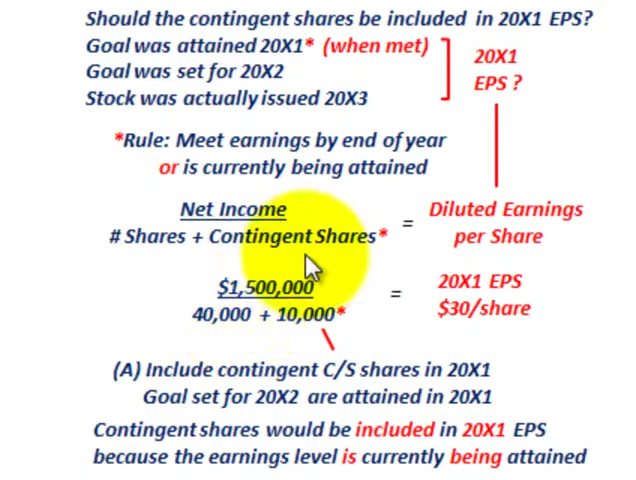 Should the contingent shares be included in 20X1 EPS?
Goal was attained 20X1* (when met)
Goal was set for 20X2
Stock was actually issued 20X3
20X1
EPS ?
*Rule: Meet earnings by end of year
or is currently being attained
Net Income
# Shares + Contingent Shares*
=
Diluted Earnings
per Share
$1,500,000
40,000 + 10,000*
=
20X1 EPS
$30/share
(A) Include contingent C/S shares in 20X1
Goal set for 20X2 are attained in 20X1
Contingent shares would be included in 20X1 EPS
because the earnings level is currently being attained